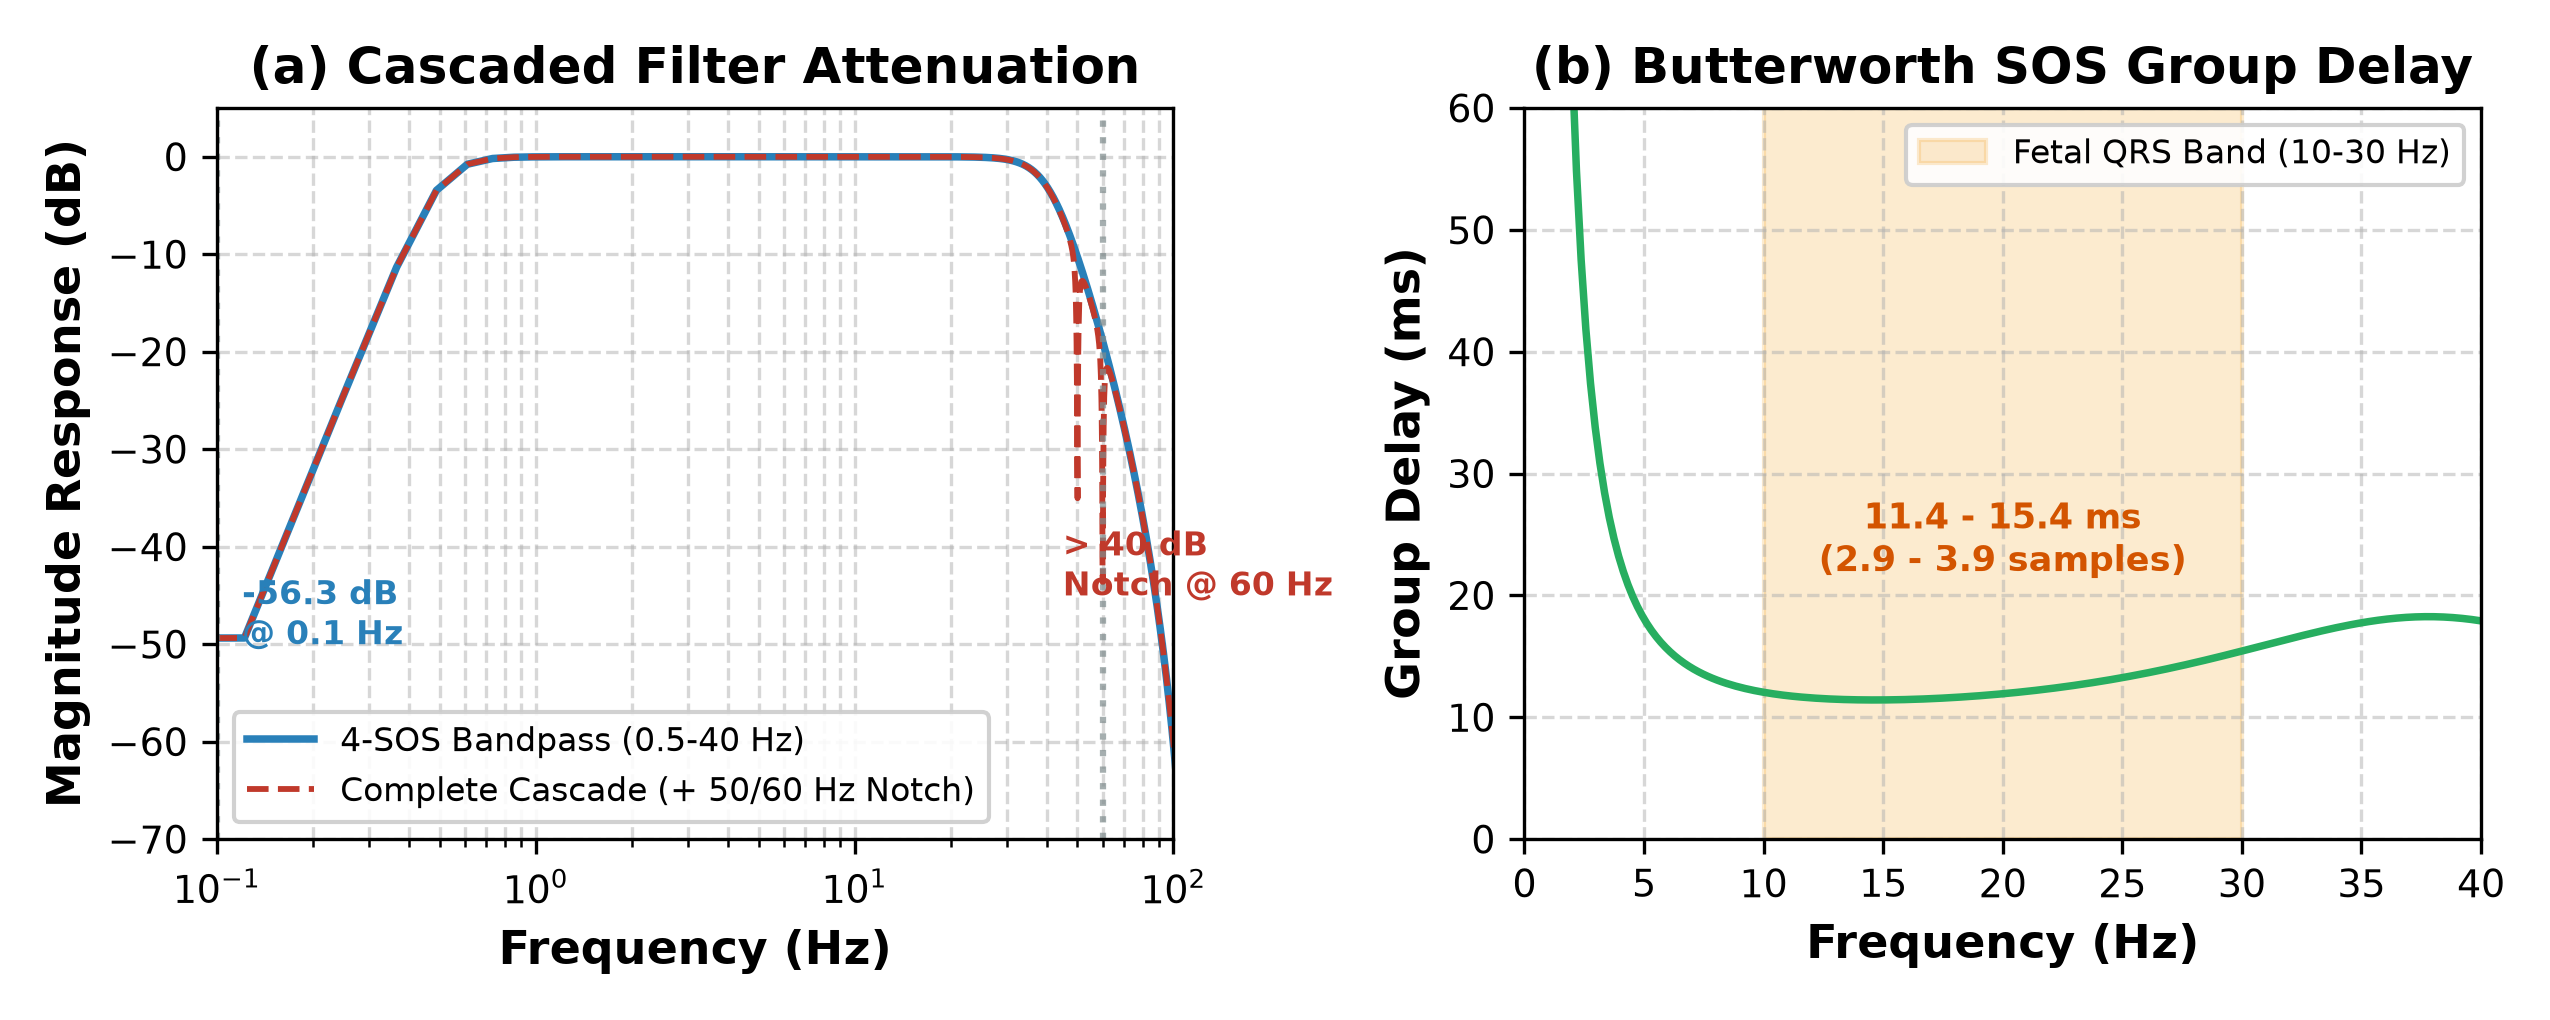 (a) Cascaded Filter Attenuation
Magnitude Response (dB)
0
−10
−20
−30
−40
−50
−60
−70
-56.3 dB
@ 0.1 Hz
> 40 dB
Notch @ 60 Hz
4-SOS Bandpass (0.5-40 Hz)
Complete Cascade (+ 50/60 Hz Notch)
10⁻¹ 10⁰ 10¹ 10²
Frequency (Hz)
(b) Butterworth SOS Group Delay
Group Delay (ms)
60
50
40
30
20
10
0
Fetal QRS Band (10-30 Hz)
11.4 - 15.4 ms
(2.9 - 3.9 samples)
0 5 10 15 20 25 30 35 40
Frequency (Hz)